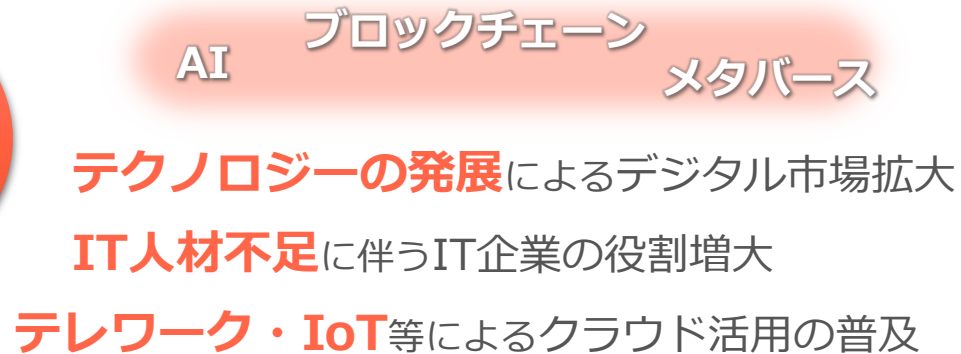 AI
ブロックチェーン
メタバース
テクノロジーの発展によるデジタル市場拡大
IT人材不足に伴うIT企業の役割増大
テレワーク・IoT等によるクラウド活用の普及